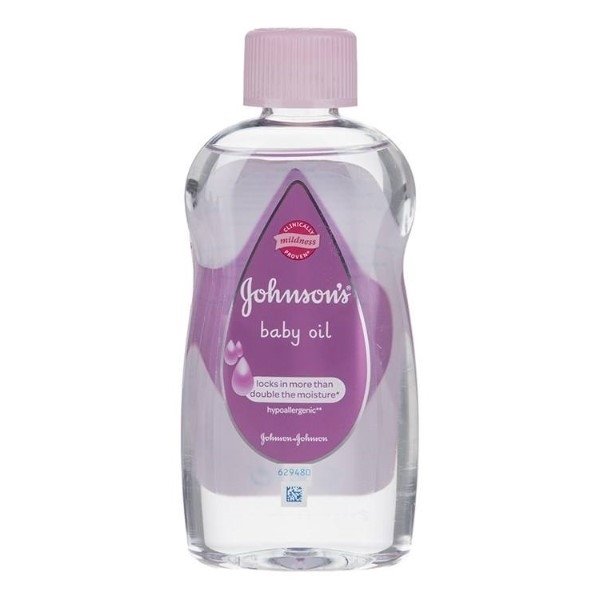 CLINICALLY
mildness
PROVEN
Johnson's
baby oil
locks in more than
double the moisture*
hypoallergenic**
Johnson & Johnson
629480